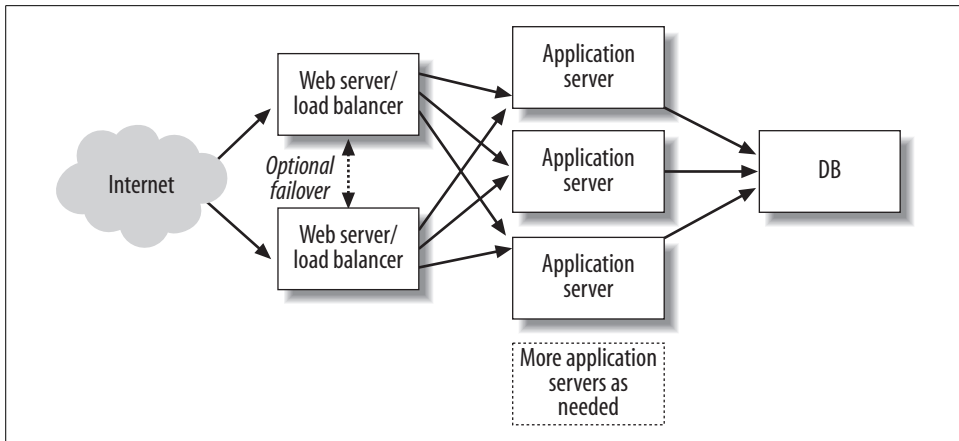 Internet
Web server/
load balancer
Optional
failover
Web server/
load balancer
Application
server
Application
server
Application
server
More application
servers as
needed
DB